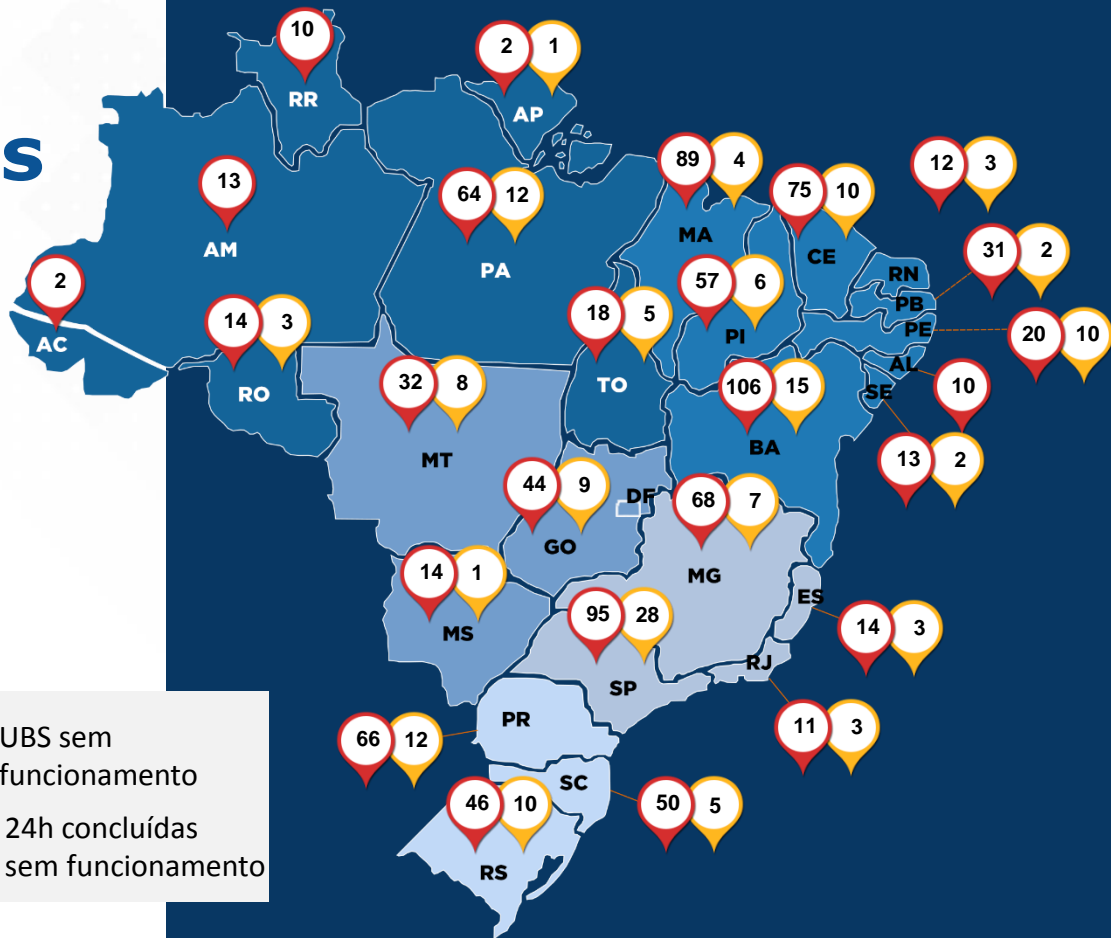 10
RR
2 1
AP
s
89 4
MA
75 10
CE
12 3
RN
13
AM
64 12
PA
31 2
PB
2
AC
14 3
RO
18 5
TO
57 6
PI
PE
20 10
AL
10
SE
13 2
32 8
MT
106 15
BA
44 9
GO
DF
68 7
MG
14 1
MS
95 28
SP
ES
14 3
RJ
11 3
66 12
PR
SC
50 5
46 10
RS
UBS sem
funcionamento
24h concluídas
sem funcionamento